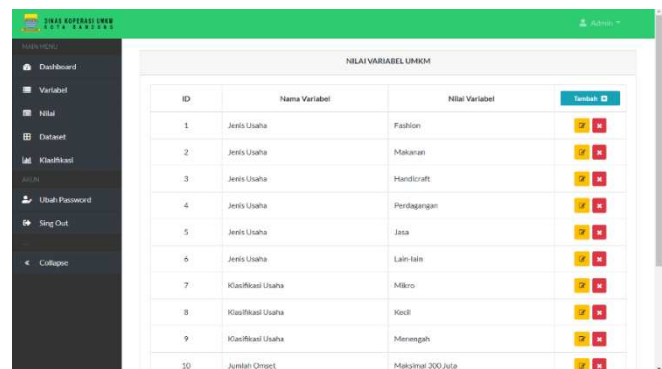 DINAS KOPERASI UMKM
KOTA BANDUNG
Admin
MAIN MENU
Dashboard
Variabel
Nilai
Dataset
Klasifikasi
AKUN
Ubah Password
Sing Out
Collapse
NILAI VARIABEL UMKM
ID Nama Variabel Nilai Variabel Tambah
1 Jenis Usaha Fashion
2 Jenis Usaha Makanan
3 Jenis Usaha Handicraft
4 Jenis Usaha Perdagangan
5 Jenis Usaha Jasa
6 Jenis Usaha Lain-lain
7 Klasifikasi Usaha Mikro
8 Klasifikasi Usaha Kecil
9 Klasifikasi Usaha Menengah
10 Jumlah Omset Maksimal 300 Juta